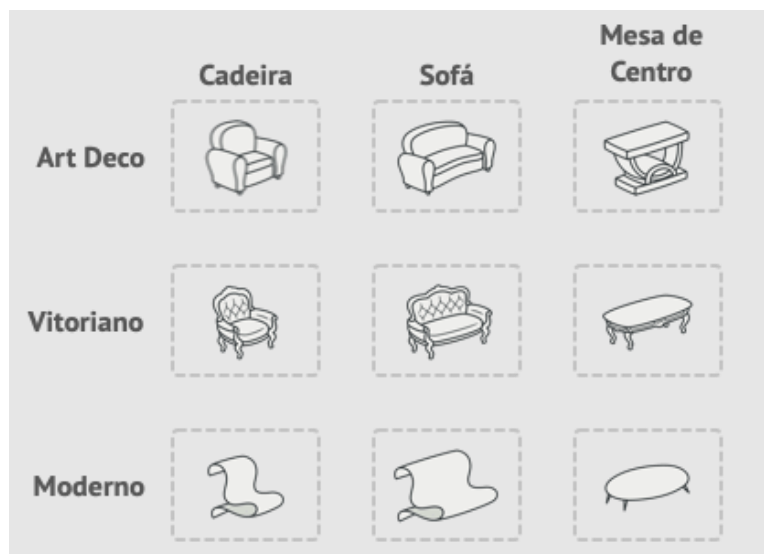 Cadeira
Sofá
Mesa de
Centro
Art Deco
Vitoriano
Moderno